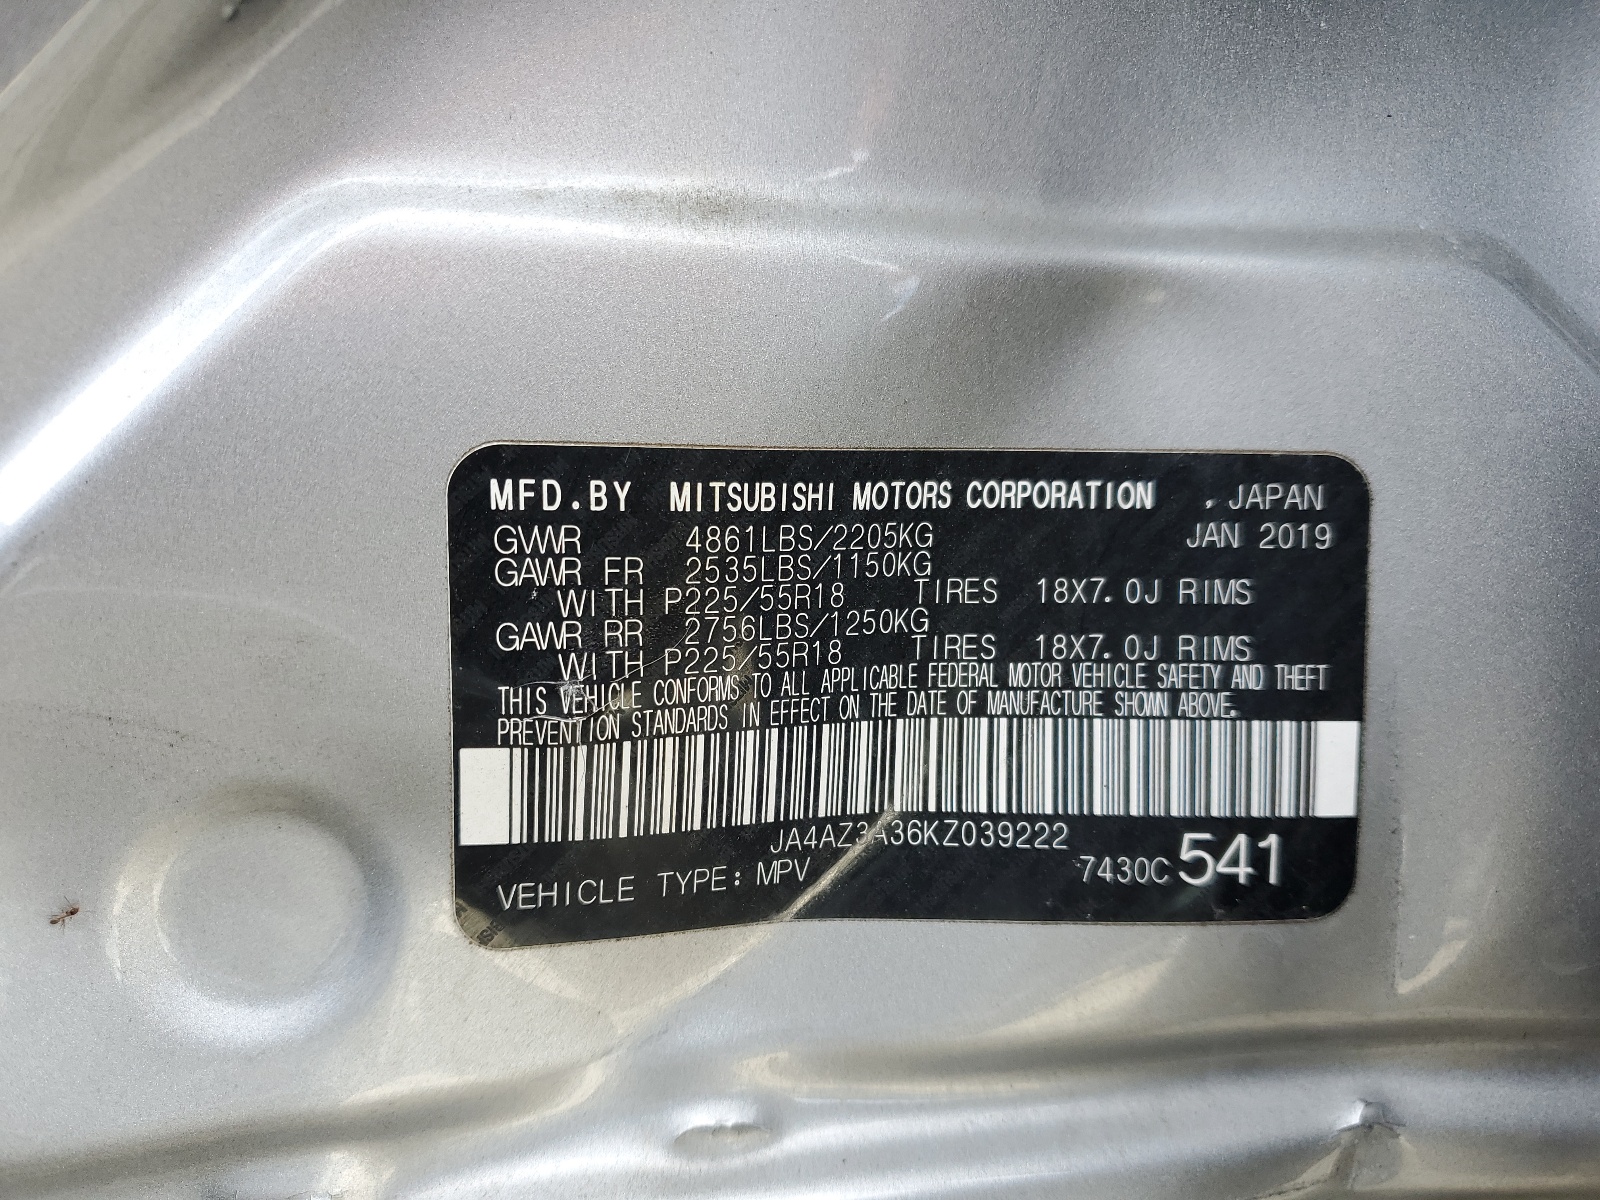 MFD.BY MITSUBISHI MOTORS CORPORATION , JAPAN
GVWR 4861LBS/2205KG JAN 2019
GAWR FR 2535LBS/1150KG
WITH P225/55R18 TIRES 18X7.0J RIMS
GAWR RR 2756LBS/1250KG
WITH P225/55R18 TIRES 18X7.0J RIMS
THIS VEHICLE CONFORMS TO ALL APPLICABLE FEDERAL MOTOR VEHICLE SAFETY AND THEFT
PREVENTION STANDARDS IN EFFECT ON THE DATE OF MANUFACTURE SHOWN ABOVE.
JA4AZ3A36KZ039222
VEHICLE TYPE: MPV 7430C 541